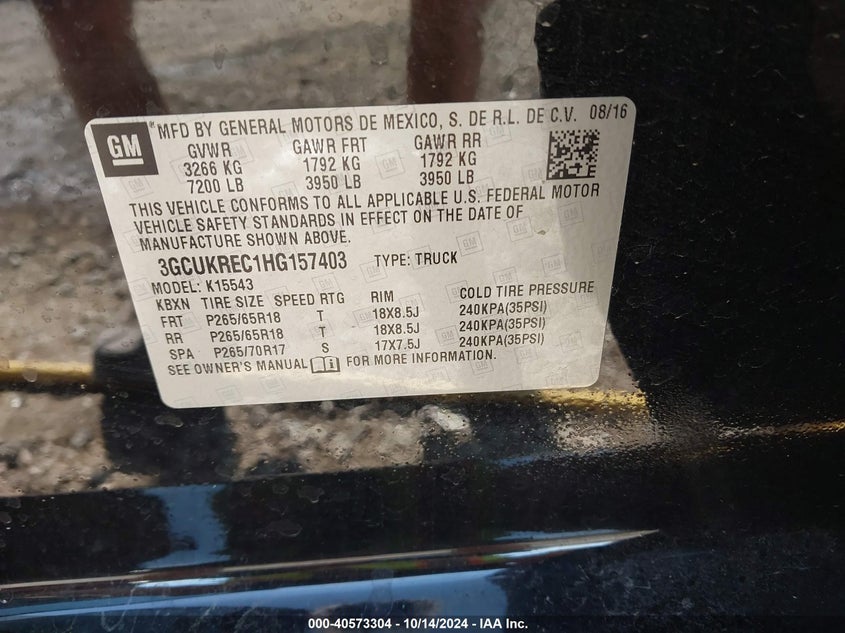 GM
MFD BY GENERAL MOTORS DE MEXICO, S. DE R.L. DE C.V. 08/16
GVWR GAWR FRT GAWR RR
3266 KG 1792 KG 1792 KG
7200 LB 3950 LB 3950 LB
THIS VEHICLE CONFORMS TO ALL APPLICABLE U.S. FEDERAL MOTOR
VEHICLE SAFETY STANDARDS IN EFFECT ON THE DATE OF
MANUFACTURE SHOWN ABOVE.
3GCUKREC1HG157403 TYPE: TRUCK
MODEL: K15543
KBXN TIRE SIZE SPEED RTG RIM COLD TIRE PRESSURE
FRT P265/65R18 T 18X8.5J 240KPA(35PSI)
RR P265/65R18 T 18X8.5J 240KPA(35PSI)
SPA P265/70R17 S 17X7.5J 240KPA(35PSI)
SEE OWNER'S MANUAL FOR MORE INFORMATION.
000-40573304 - 10/14/2024 - IAA Inc.